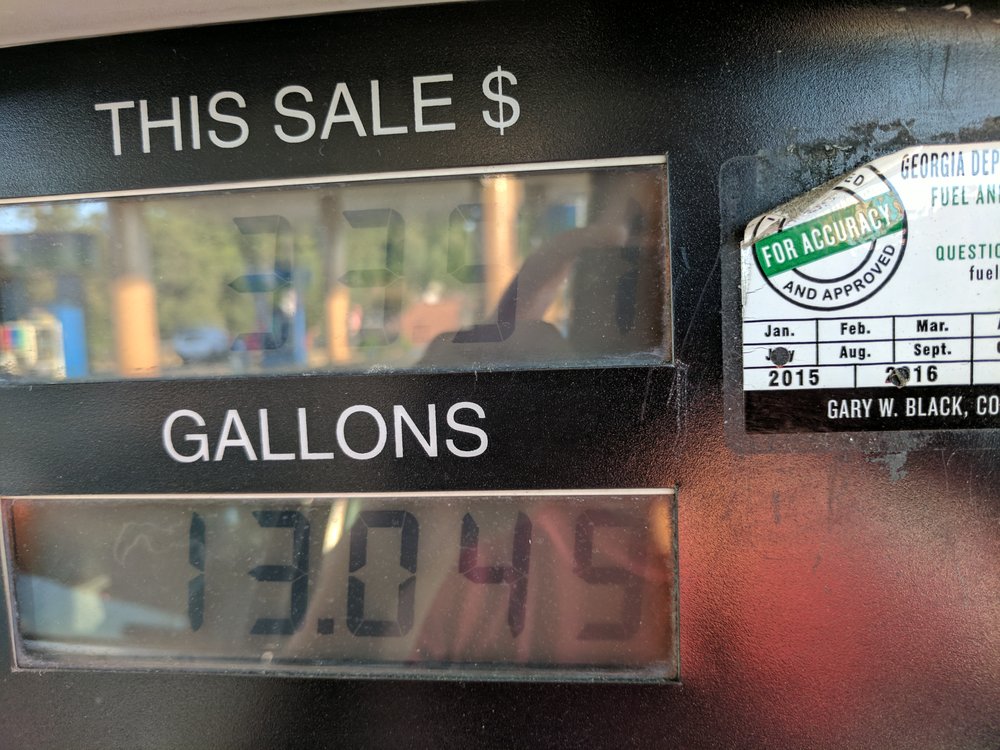 THIS SALE $
GALLONS
13.045
FOR ACCURACY
AND APPROVED
GEORGIA DEP
FUEL AN
QUESTIO
fuel
Jan. Feb. Mar.
Aug. Sept.
2015 2016
GARY W. BLACK, CO